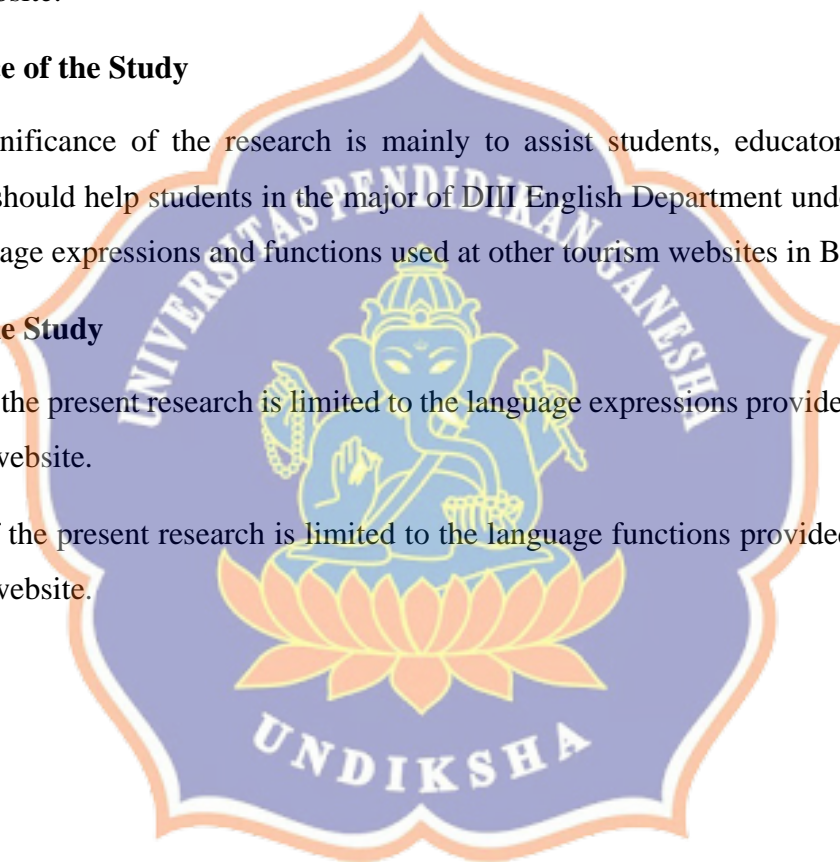 site.
ce of the Study
nificance of the research is mainly to assist students, educator
should help students in the major of DIII English Department und
age expressions and functions used at other tourism websites in B
e Study
the present research is limited to the language expressions provide
website.
f the present research is limited to the language functions provided
website.
UNIVERSITAS PENDIDIKAN GANESHA
UNDIKSHA